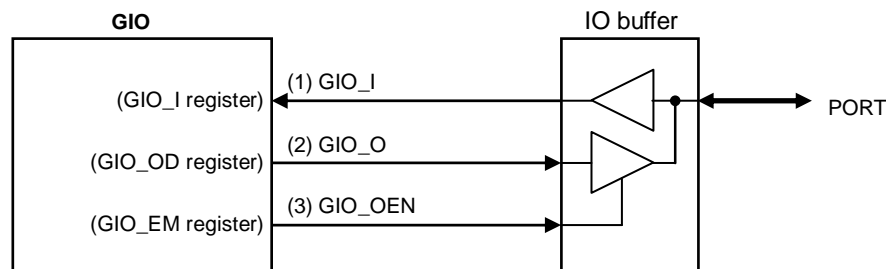 GIO
IO buffer
(1) GIO_I
(GIO_I register)
PORT
(2) GIO_O
(GIO_OD register)
(3) GIO_OEN
(GIO_EM register)